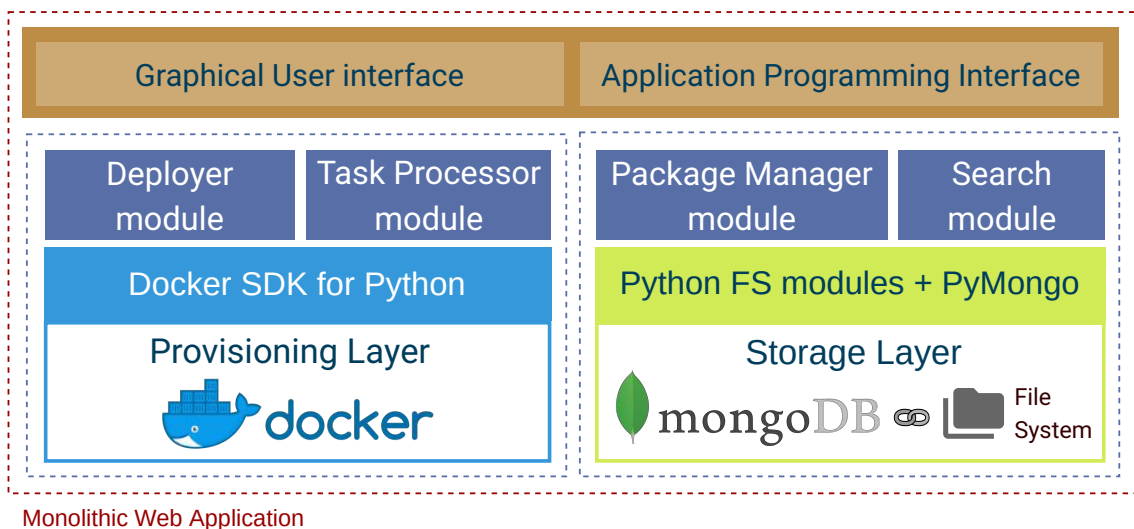 Graphical User interface
Application Programming Interface
Deployer
module
Task Processor
module
Package Manager
module
Search
module
Docker SDK for Python
Python FS modules + PyMongo
Provisioning Layer
docker
Storage Layer
mongoDB
File
System
Monolithic Web Application